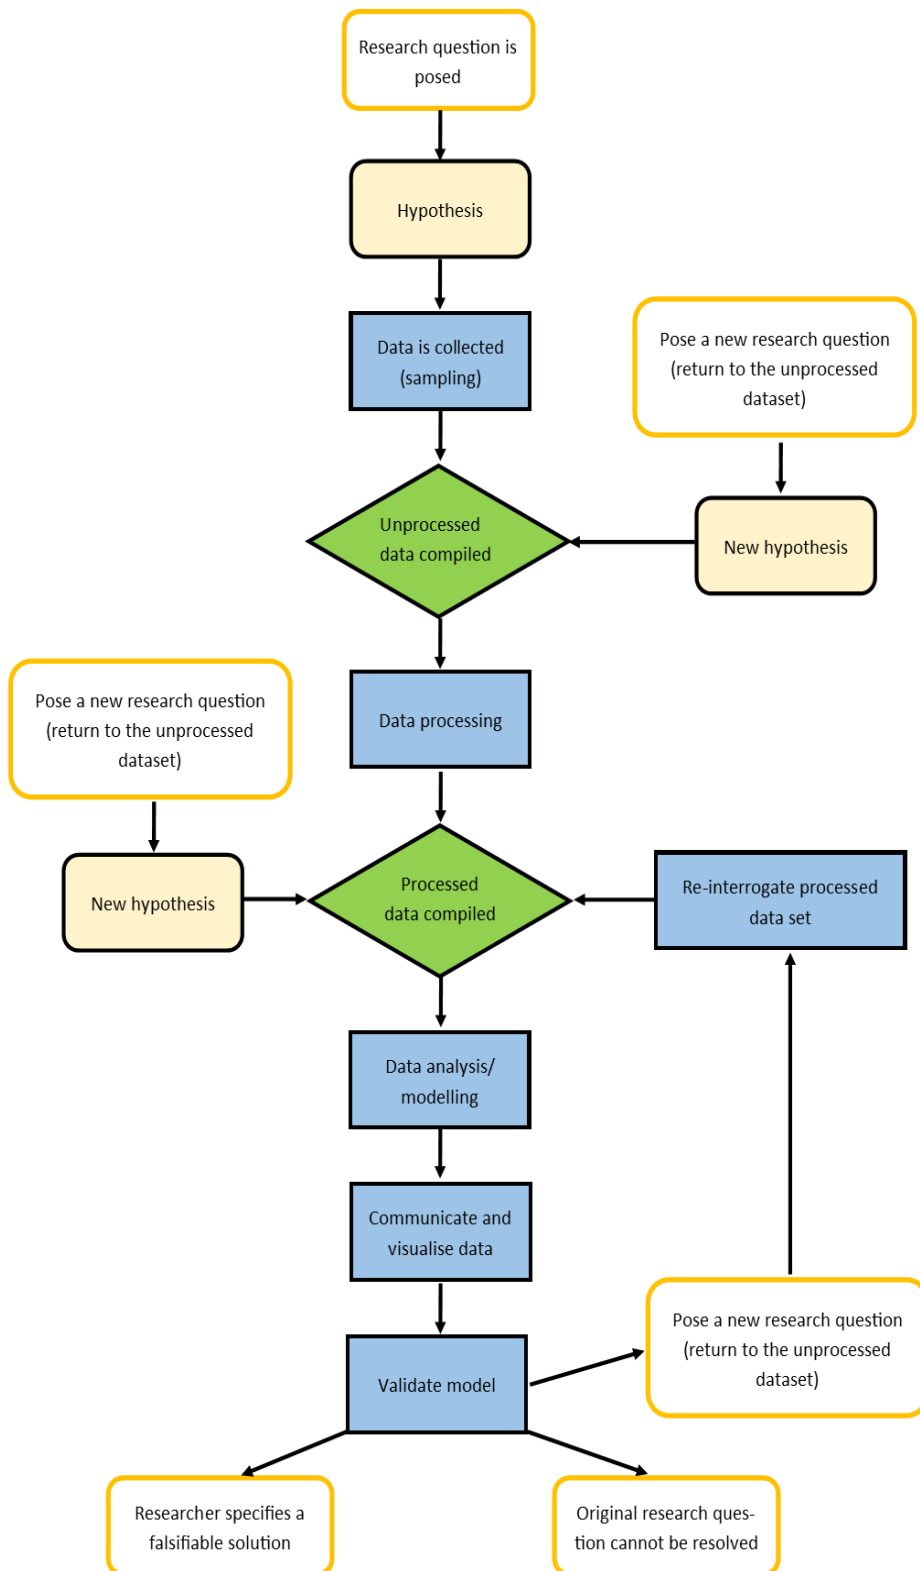 Research question is
posed
Hypothesis
Data is collected
(sampling)
Pose a new research question
(return to the unprocessed
dataset)
Unprocessed
data compiled
New hypothesis
Data processing
Pose a new research question
(return to the unprocessed
dataset)
New hypothesis
Processed
data compiled
Re-interrogate processed
data set
Data analysis/
modelling
Communicate and
visualise data
Validate model
Pose a new research question
(return to the unprocessed
dataset)
Researcher specifies a
falsifiable solution
Original research ques-
tion cannot be resolved